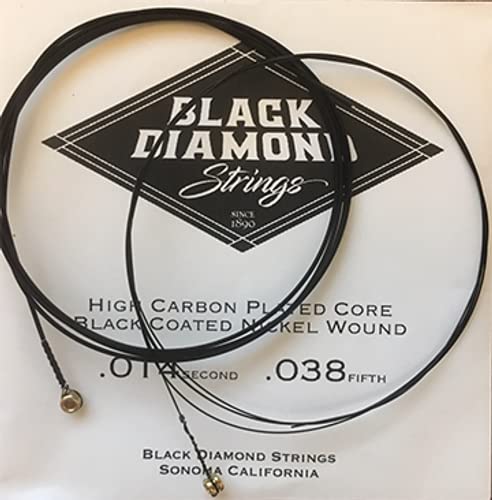 BLACK
DIAMOND
Strings
SINCE
1890
HIGH CARBON PLATED CORE
BLACK COATED NICKEL WOUND
.014 SECOND .038 FIFTH
BLACK DIAMOND STRINGS
SONOMA CALIFORNIA